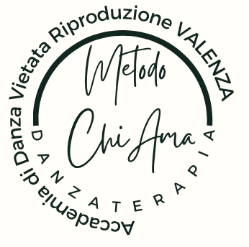 Accademia di Danza Vietata Riproduzione VALENZA
Metodo
Chi Ama
DANZATERAPIA